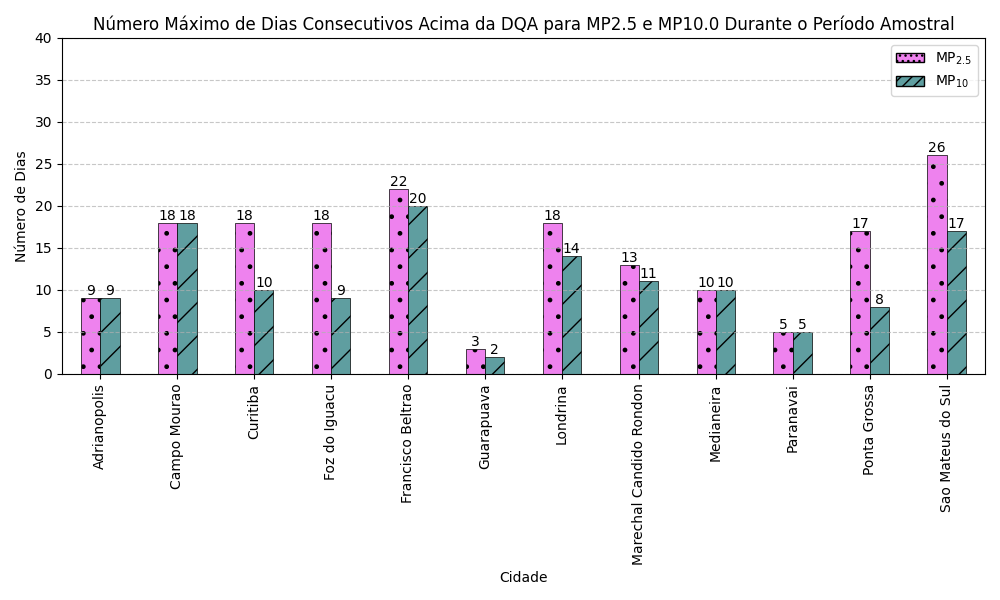 Número Máximo de Dias Consecutivos Acima da DQA para MP2.5 e MP10.0 Durante o Período Amostral
Número de Dias
40
35
30
25
20
15
10
5
0
MP2.5
MP10
9 9
18 18
18 10
18 9
22 20
3 2
18 14
13 11
10 10
5 5
17 8
26 17
Adrianopolis
Campo Mourao
Curitiba
Foz do Iguacu
Francisco Beltrao
Guarapuava
Londrina
Marechal Candido Rondon
Medianeira
Paranavai
Ponta Grossa
Sao Mateus do Sul
Cidade